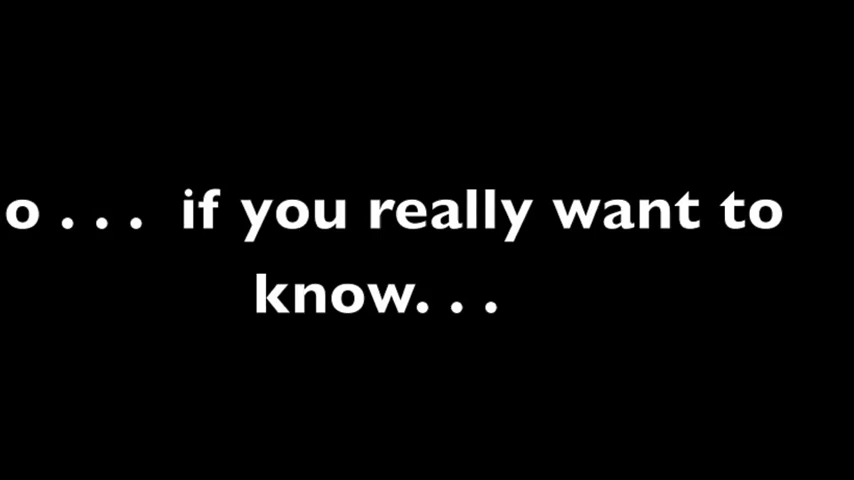 o . . .  if you really want to
know. . .